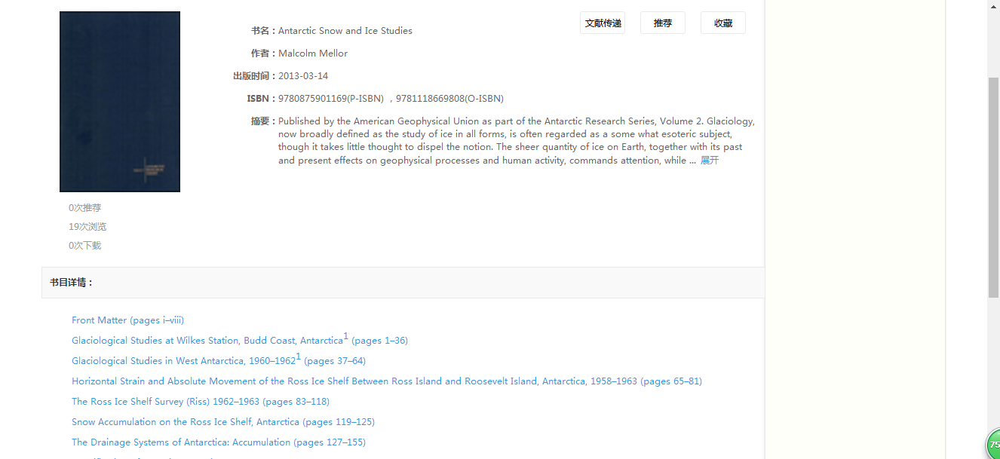 文献传递
推荐
收藏
书名：Antarctic Snow and Ice Studies
作者：Malcolm Mellor
出版时间：2013-03-14
ISBN：9780875901169(P-ISBN) ，9781118669808(O-ISBN)
摘要：Published by the American Geophysical Union as part of the Antarctic Research Series, Volume 2. Glaciology,
now broadly defined as the study of ice in all forms, is often regarded as a some what esoteric subject,
though it takes little thought to dispel the notion. The sheer quantity of ice on Earth, together with its past
and present effects on geophysical processes and human activity, commands attention, while ... 展开
0次推荐
19次浏览
0次下载
书目详情：
Front Matter (pages i–viii)
Glaciological Studies at Wilkes Station, Budd Coast, Antarctica1 (pages 1–36)
Glaciological Studies in West Antarctica, 1960–19621 (pages 37–64)
Horizontal Strain and Absolute Movement of the Ross Ice Shelf Between Ross Island and Roosevelt Island, Antarctica, 1958–1963 (pages 65–81)
The Ross Ice Shelf Survey (Riss) 1962–1963 (pages 83–118)
Snow Accumulation on the Ross Ice Shelf, Antarctica (pages 119–125)
The Drainage Systems of Antarctica: Accumulation (pages 127–155)
75